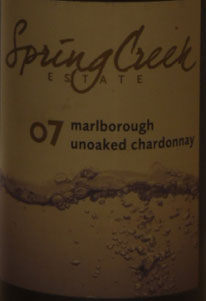 Spring Creek
ESTATE
07 marlborough
unoaked chardonnay